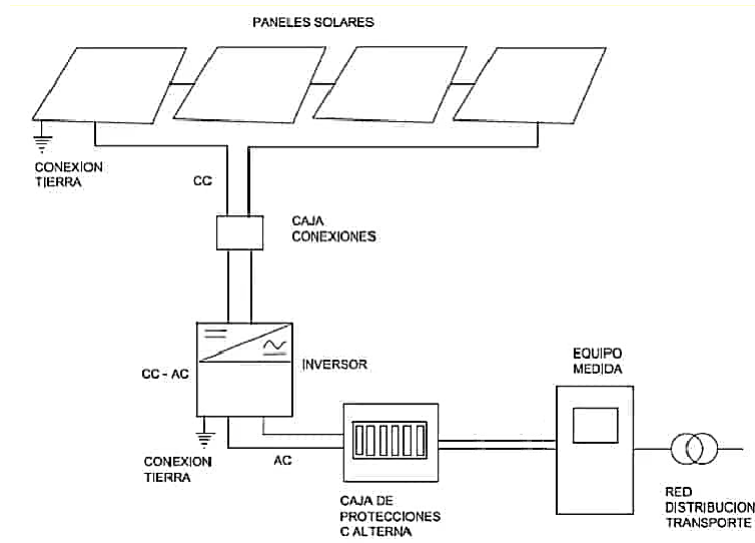 PANELES SOLARES
CONEXION
TIERRA
CC
CAJA
CONEXIONES
CC - AC
INVERSOR
EQUIPO
MEDIDA
CONEXION
TIERRA
AC
CAJA DE
PROTECCIONES
C ALTERNA
RED
DISTRIBUCION
TRANSPORTE